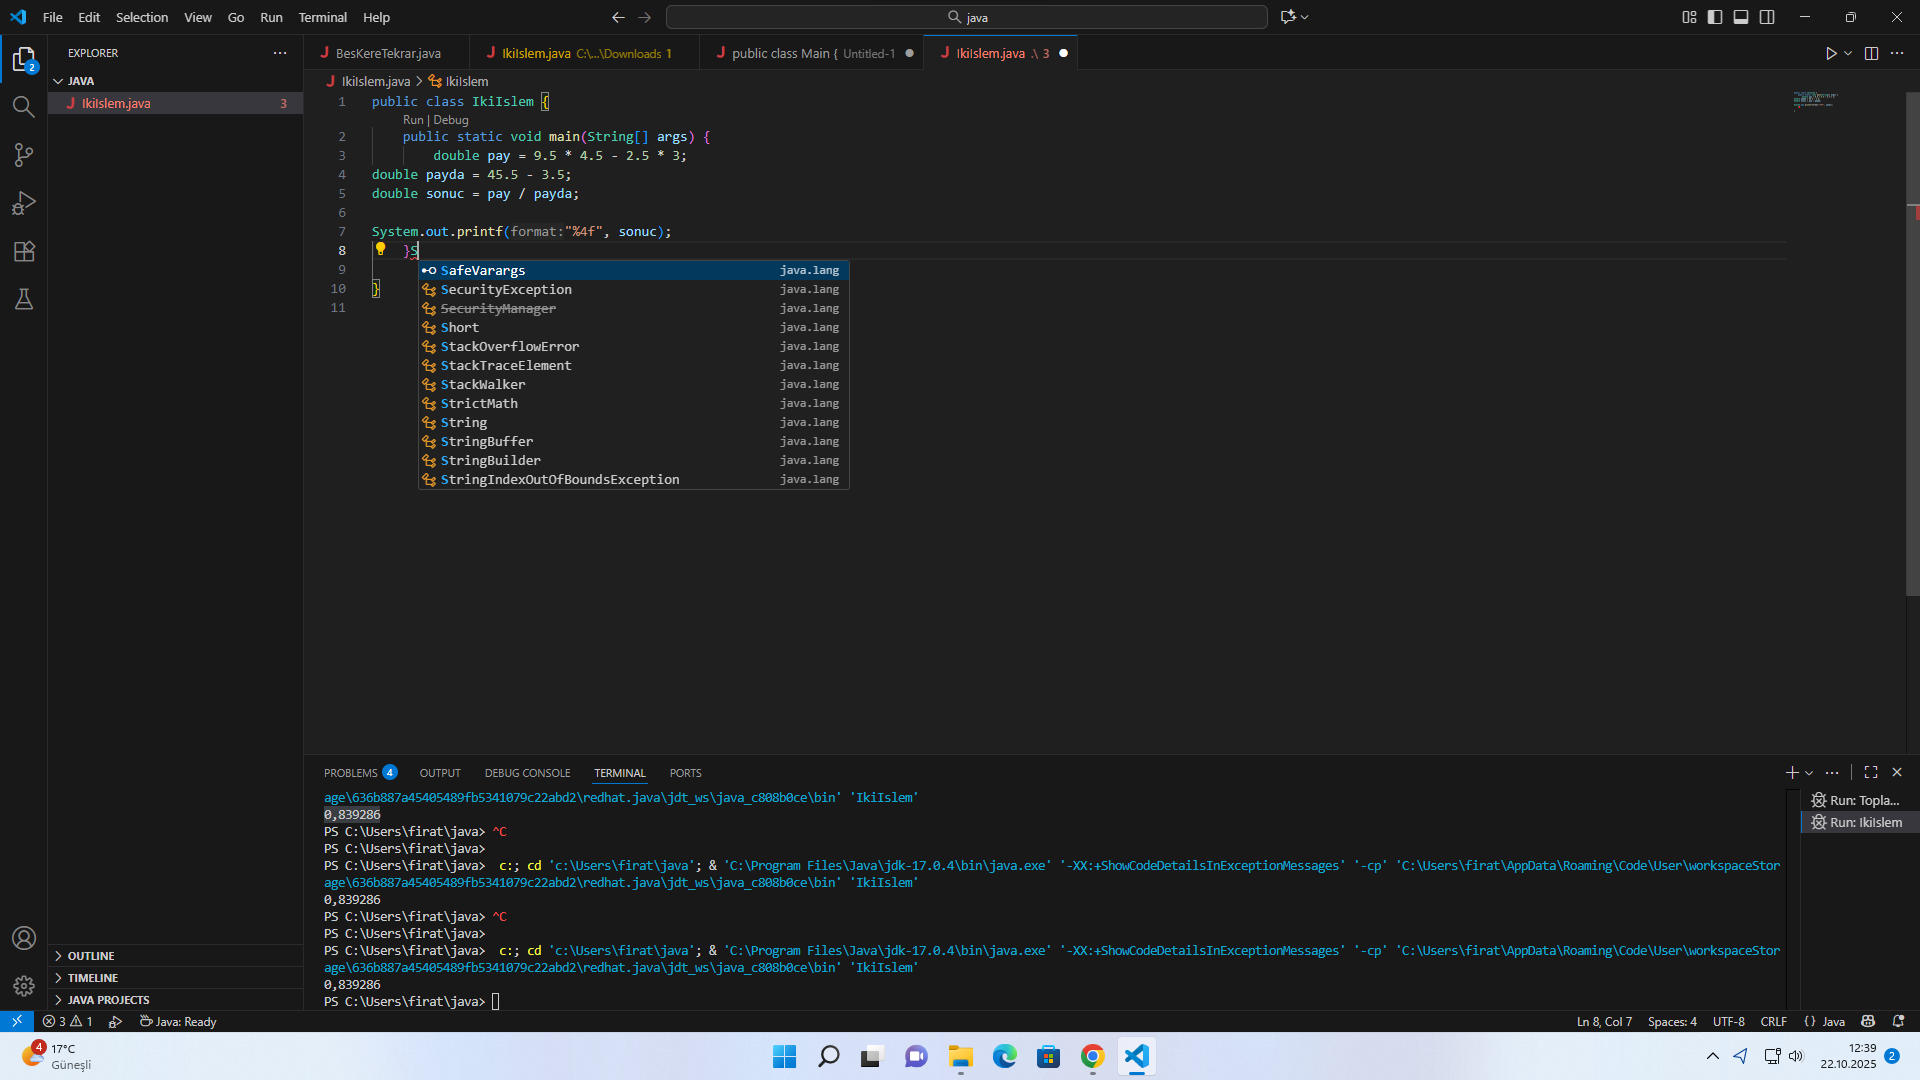 File Edit Selection View Go Run Terminal Help
java
EXPLORER
JAVA
IkiIslem.java 3
2
BesKereTekrar.java
IkiIslem.java C:\...\Downloads 1
public class Main { Untitled-1
IkiIslem.java .\ 3
IkiIslem.java > IkiIslem
1 public class IkiIslem {
Run | Debug
2 public static void main(String[] args) {
3 double pay = 9.5 * 4.5 - 2.5 * 3;
4 double payda = 45.5 - 3.5;
5 double sonuc = pay / payda;
6
7 System.out.printf(format:"%4f", sonuc);
8 }S
9
10 }
11
SafeVarargs java.lang
SecurityException java.lang
SecurityManager java.lang
Short java.lang
StackOverflowError java.lang
StackTraceElement java.lang
StackWalker java.lang
StrictMath java.lang
String java.lang
StringBuffer java.lang
StringBuilder java.lang
StringIndexOutOfBoundsException java.lang
PROBLEMS 4 OUTPUT DEBUG CONSOLE TERMINAL PORTS
age\636b887a45405489fb5341079c22abd2\redhat.java\jdt_ws\java_c808b0ce\bin' 'IkiIslem'
0,839286
PS C:\Users\firat\java> ^C
PS C:\Users\firat\java>
PS C:\Users\firat\java> c:; cd 'c:\Users\firat\java'; & 'C:\Program Files\Java\jdk-17.0.4\bin\java.exe' '-XX:+ShowCodeDetailsInExceptionMessages' '-cp' 'C:\Users\firat\AppData\Roaming\Code\User\workspaceStor
age\636b887a45405489fb5341079c22abd2\redhat.java\jdt_ws\java_c808b0ce\bin' 'IkiIslem'
0,839286
PS C:\Users\firat\java> ^C
PS C:\Users\firat\java>
PS C:\Users\firat\java> c:; cd 'c:\Users\firat\java'; & 'C:\Program Files\Java\jdk-17.0.4\bin\java.exe' '-XX:+ShowCodeDetailsInExceptionMessages' '-cp' 'C:\Users\firat\AppData\Roaming\Code\User\workspaceStor
age\636b887a45405489fb5341079c22abd2\redhat.java\jdt_ws\java_c808b0ce\bin' 'IkiIslem'
0,839286
PS C:\Users\firat\java>
Run: Topla...
Run: IkiIslem
OUTLINE
TIMELINE
JAVA PROJECTS
3 1 Java: Ready
Ln 8, Col 7 Spaces: 4 UTF-8 CRLF {} Java
4
17°C
Güneşli
12:39
22.10.2025
2